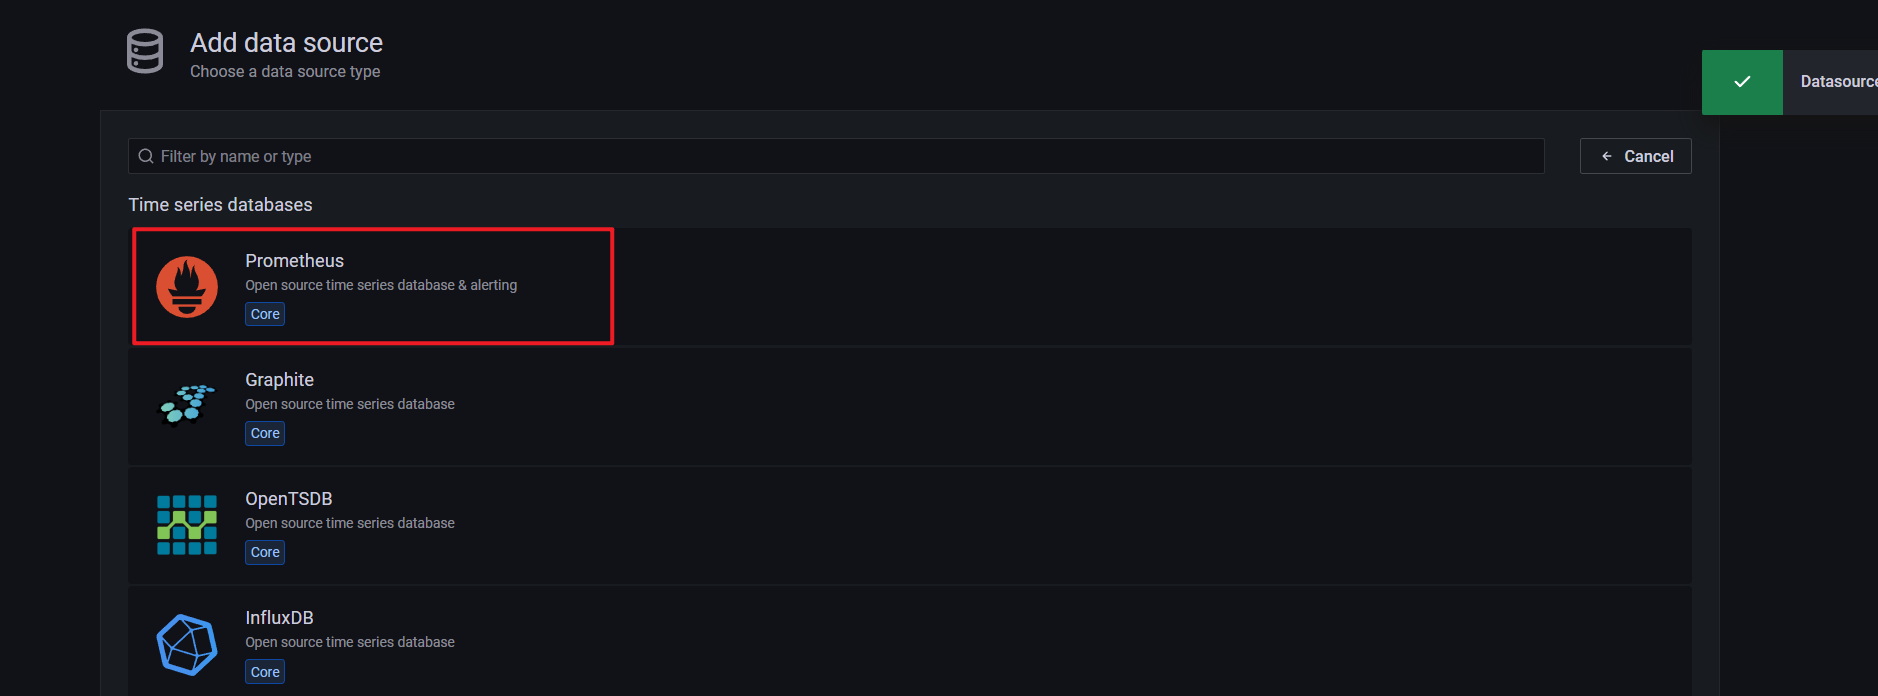 Add data source
Choose a data source type
Datasource
Filter by name or type
Cancel
Time series databases
Prometheus
Open source time series database & alerting
Core
Graphite
Open source time series database
Core
OpenTSDB
Open source time series database
Core
InfluxDB
Open source time series database
Core